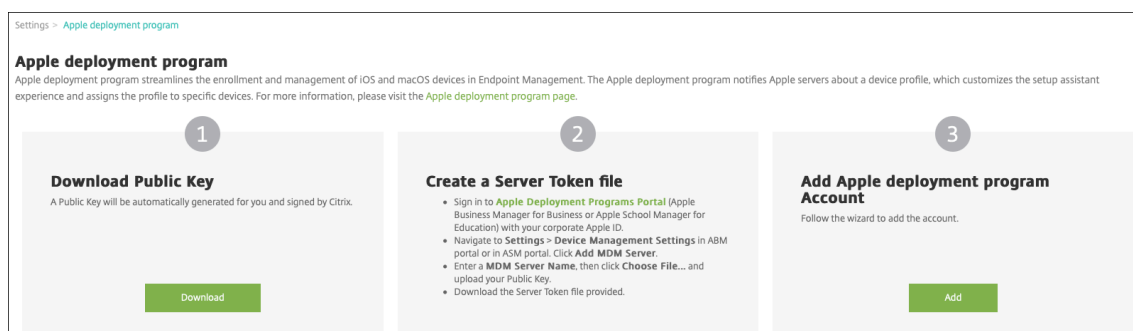 Settings > Apple deployment program
Apple deployment program
Apple deployment program streamlines the enrollment and management of iOS and macOS devices in Endpoint Management. The Apple deployment program notifies Apple servers about a device profile, which customizes the setup assistant
experience and assigns the profile to specific devices. For more information, please visit the Apple deployment program page.
1
Download Public Key
A Public Key will be automatically generated for you and signed by Citrix.
Download
2
Create a Server Token file
• Sign in to Apple Deployment Programs Portal (Apple
Business Manager for Business or Apple School Manager for
Education) with your corporate Apple ID.
• Navigate to Settings > Device Management Settings in ABM
portal or in ASM portal. Click Add MDM Server.
• Enter a MDM Server Name, then click Choose File... and
upload your Public Key.
• Download the Server Token file provided.
3
Add Apple deployment program
Account
Follow the wizard to add the account.
Add